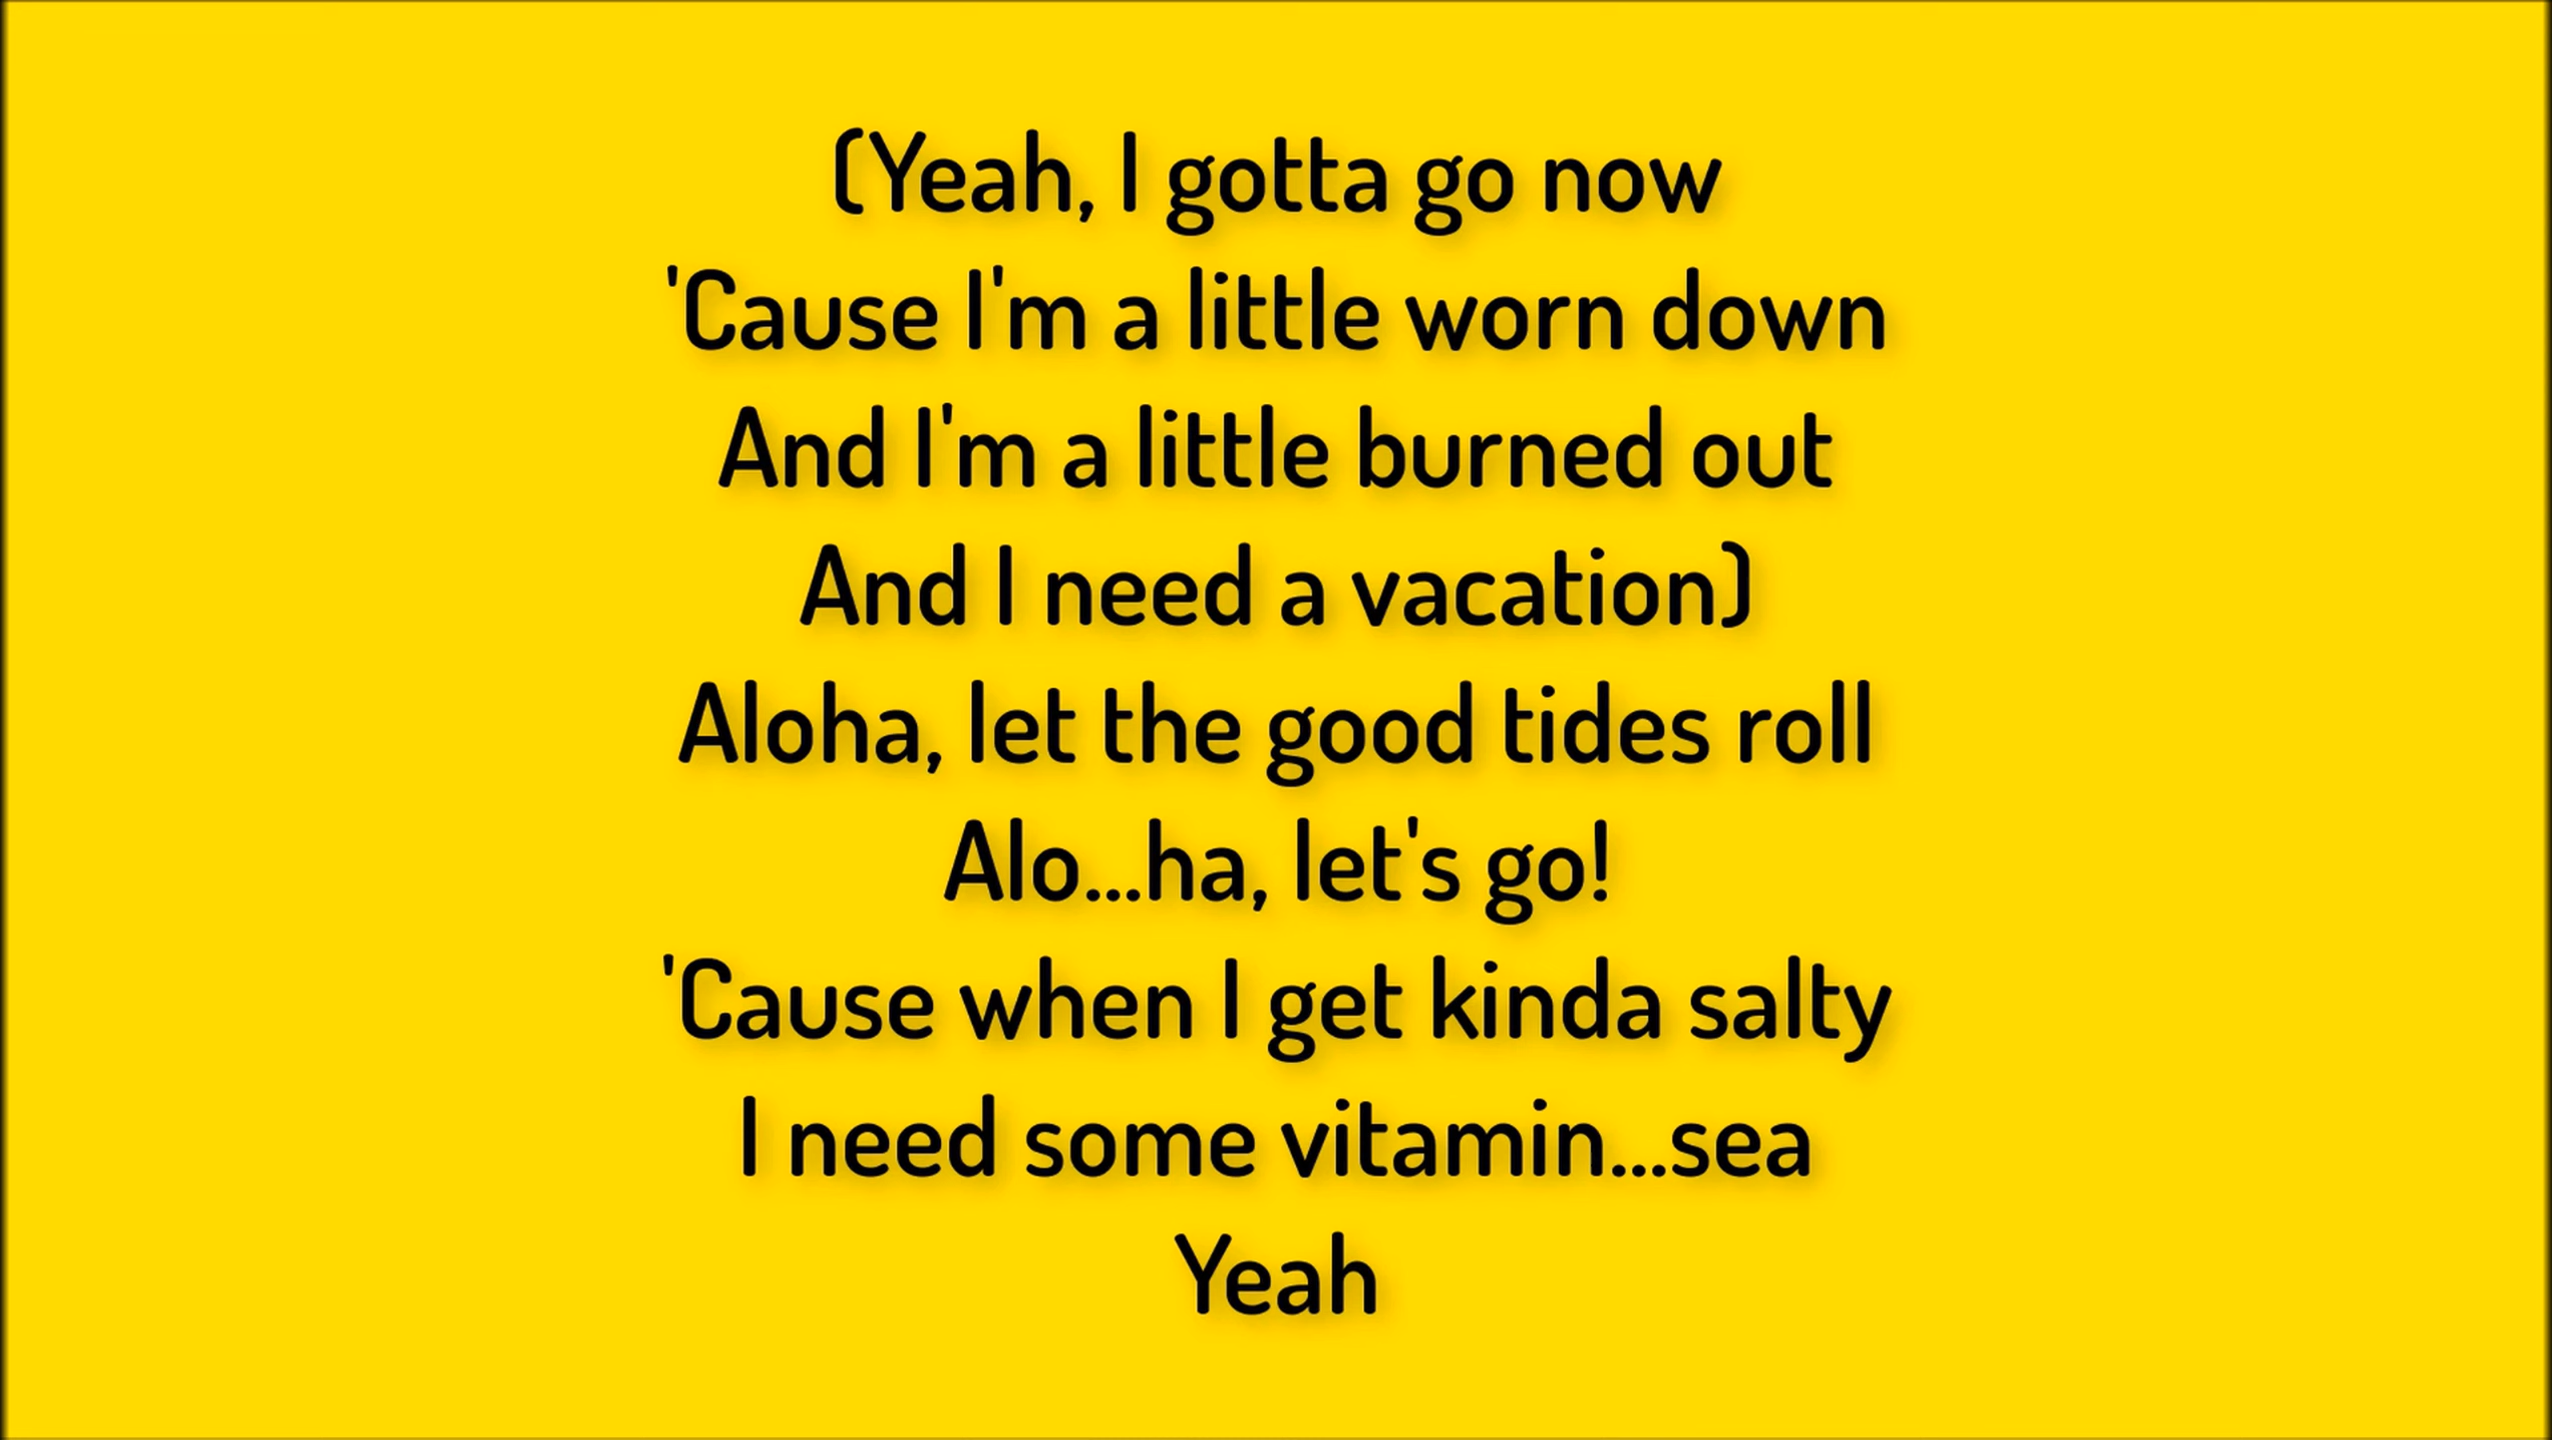 (Yeah, I gotta go now
'Cause I'm a little worn down
And I'm a little burned out
And I need a vacation)
Aloha, let the good tides roll
Alo...ha, let's go!
'Cause when I get kinda salty
I need some vitamin...sea
Yeah